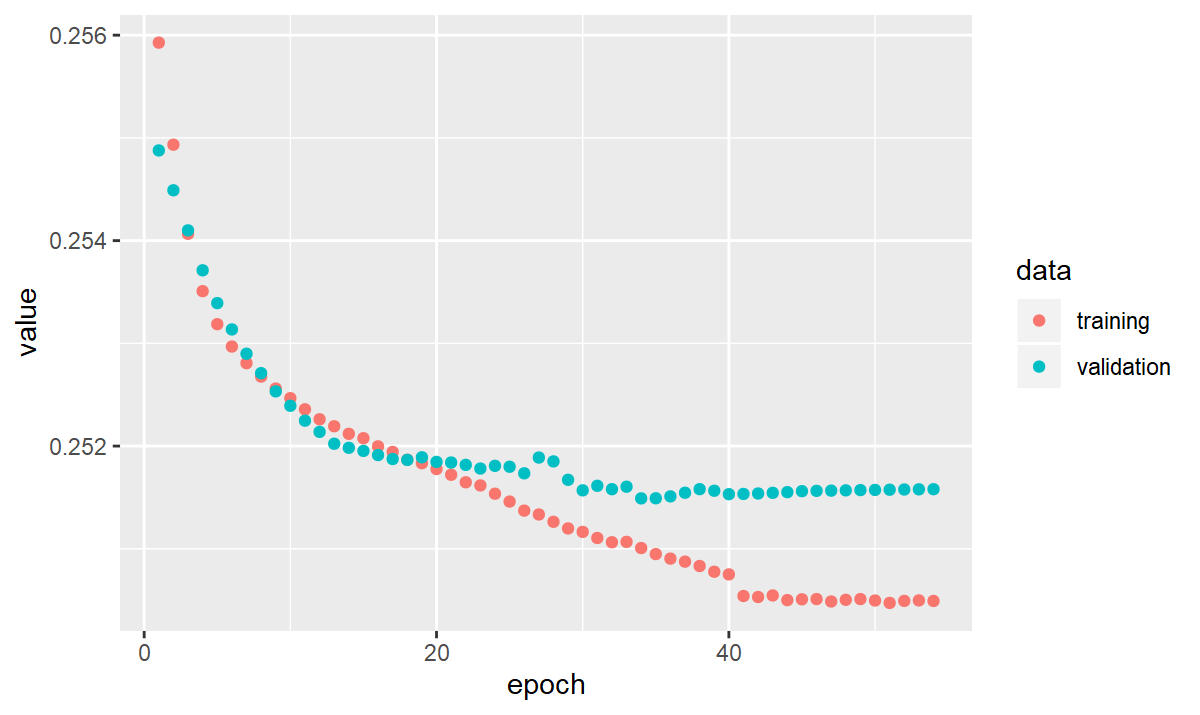 0.256
0.254
0.252
value
0
20
40
epoch
data
training
validation